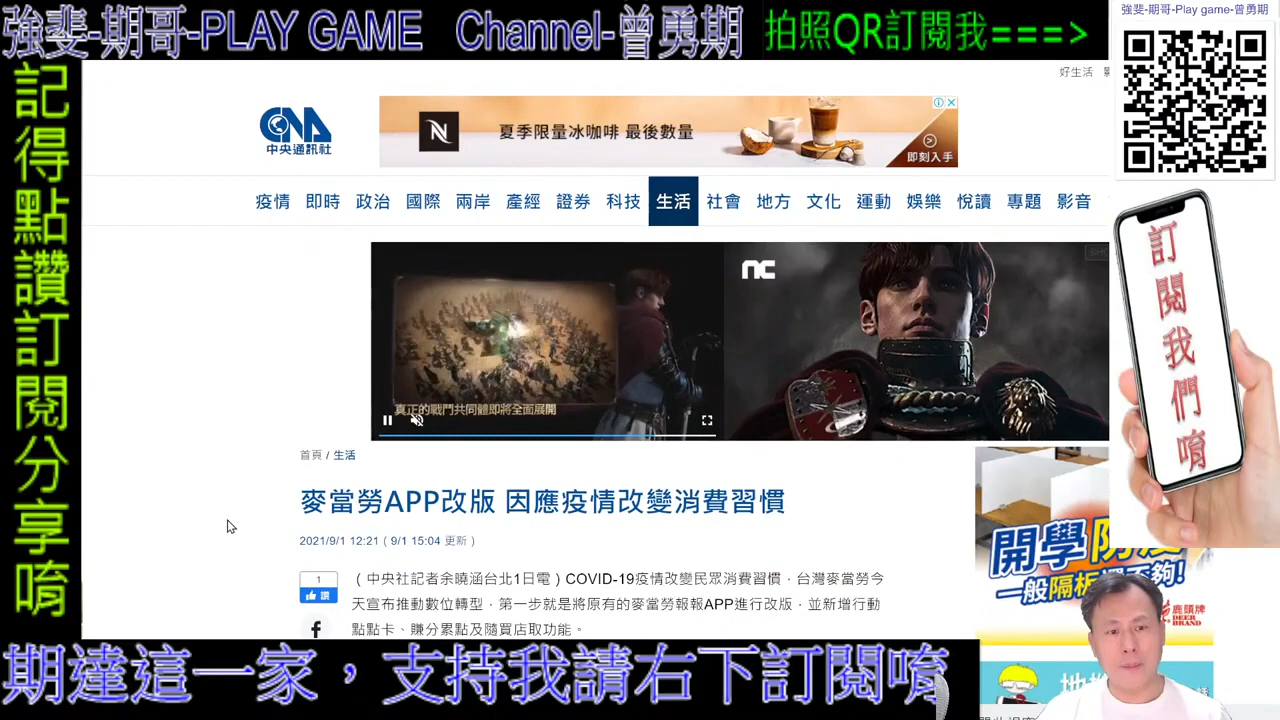 強斐-期哥-PLAY GAME Channel-曾勇期
拍照QR訂閱我===>
強斐-期哥-Play game-曾勇期
記得點讚訂閱分享唷
好生活
CNA
中央通訊社
N
夏季限量冰咖啡 最後數量
即刻入手
疫情 即時 政治 國際 兩岸 產經 證券 科技 生活 社會 地方 文化 運動 娛樂 悅讀 專題 影音
nc
真正的戰鬥共同體即將全面展開
訂閱我們唷
首頁 / 生活
麥當勞APP改版 因應疫情改變消費習慣
2021/9/1 12:21（9/1 15:04 更新）
1
讚
（中央社記者余曉涵台北1日電）COVID-19疫情改變民眾消費習慣，台灣麥當勞今
天宣布推動數位轉型，第一步就是將原有的麥當勞報報APP進行改版，並新增行動
點點卡、賺分累點及隨買店取功能。
開學防疫
一般隔板還不夠!
鹿頭牌
DEER BRAND
期達這一家，支持我請右下訂閱唷